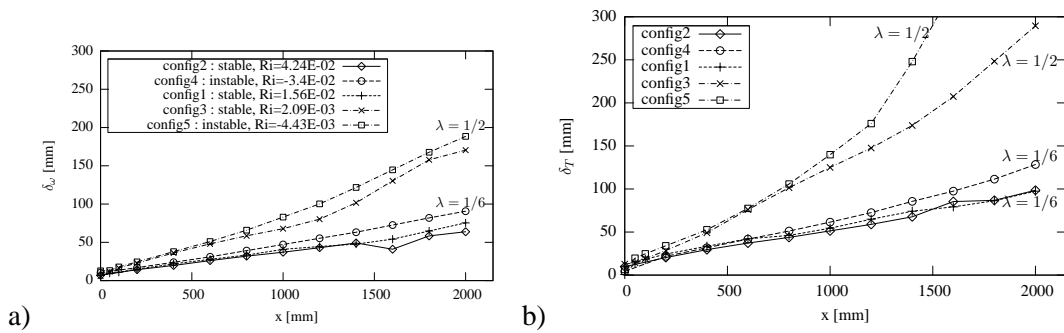 300
250
200
150
100
50
0
δω [mm]
config2 : stable, Ri=4.24E-02
config4 : instable, Ri=-3.4E-02
config1 : stable, Ri=1.56E-02
config3 : stable, Ri=2.09E-03
config5 : instable, Ri=-4.43E-03
λ = 1/2
λ = 1/6
0 500 1000 1500 2000
x [mm]
a)
300
250
200
150
100
50
0
δT [mm]
config2
config4
config1
config3
config5
λ = 1/2
λ = 1/2
λ = 1/6
λ = 1/6
0 500 1000 1500 2000
x [mm]
b)